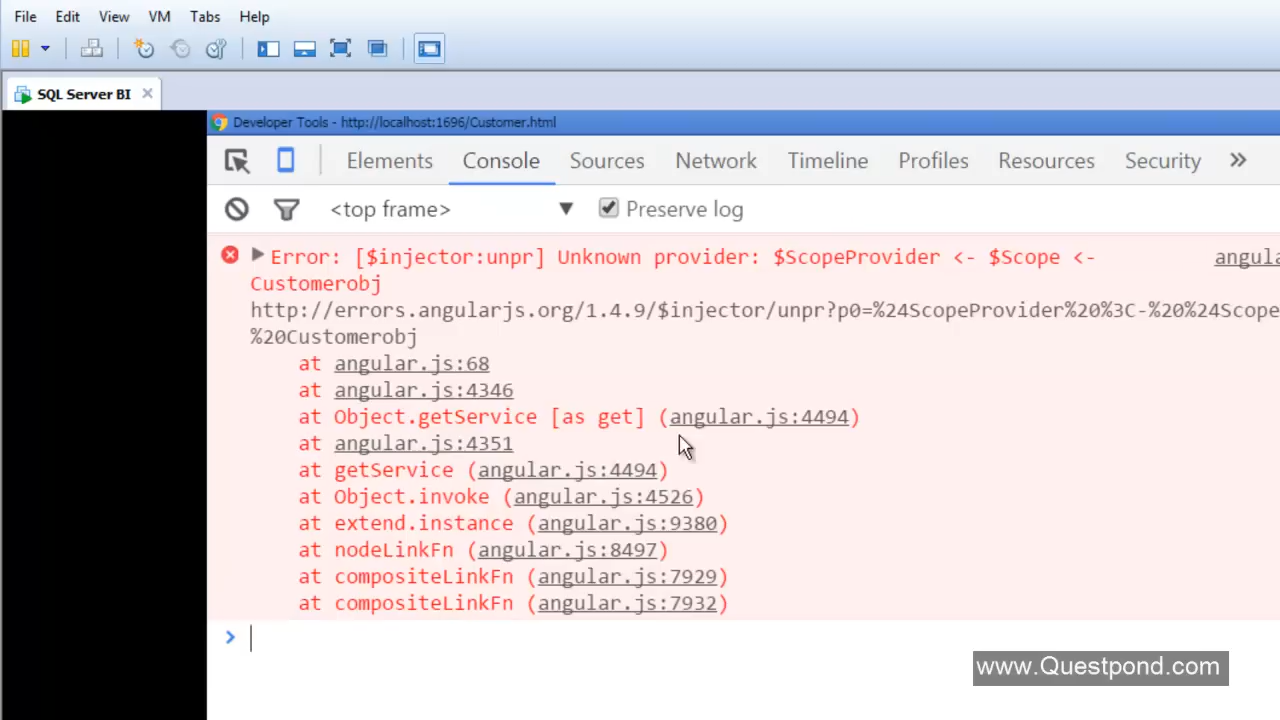 File Edit View VM Tabs Help
SQL Server BI
Developer Tools - http://localhost:1696/Customer.html
Elements Console Sources Network Timeline Profiles Resources Security
<top frame> Preserve log
Error: [$injector:unpr] Unknown provider: $ScopeProvider <- $Scope <- angula
Customerobj
http://errors.angularjs.org/1.4.9/$injector/unpr?p0=%24ScopeProvider%20%3C-%20%24Scope
%20Customerobj
at angular.js:68
at angular.js:4346
at Object.getService [as get] (angular.js:4494)
at angular.js:4351
at getService (angular.js:4494)
at Object.invoke (angular.js:4526)
at extend.instance (angular.js:9380)
at nodeLinkFn (angular.js:8497)
at compositeLinkFn (angular.js:7929)
at compositeLinkFn (angular.js:7932)
www.Questpond.com